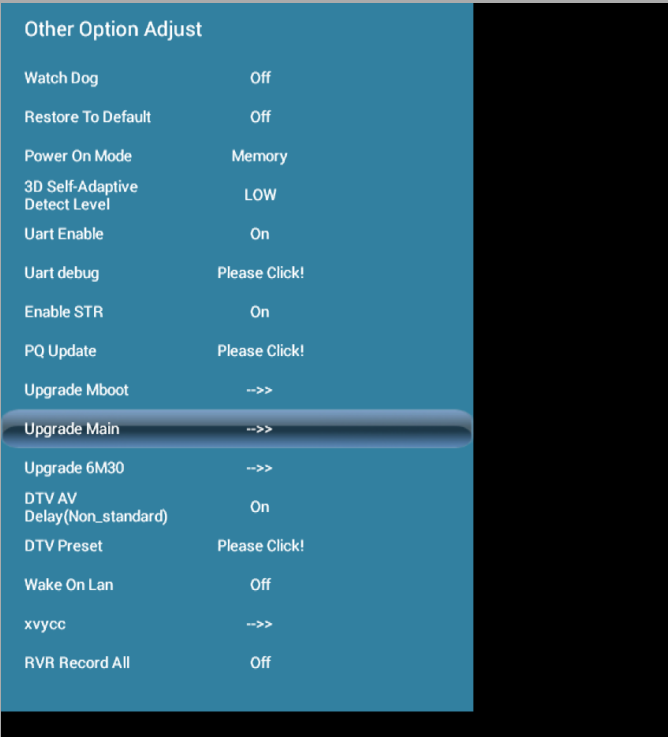 Other Option Adjust
Watch Dog Off
Restore To Default Off
Power On Mode Memory
3D Self-Adaptive
Detect Level LOW
Uart Enable On
Uart debug Please Click!
Enable STR On
PQ Update Please Click!
Upgrade Mboot -->>
Upgrade Main -->>
Upgrade 6M30 -->>
DTV AV
Delay(Non_standard) On
DTV Preset Please Click!
Wake On Lan Off
xvycc -->>
RVR Record All Off